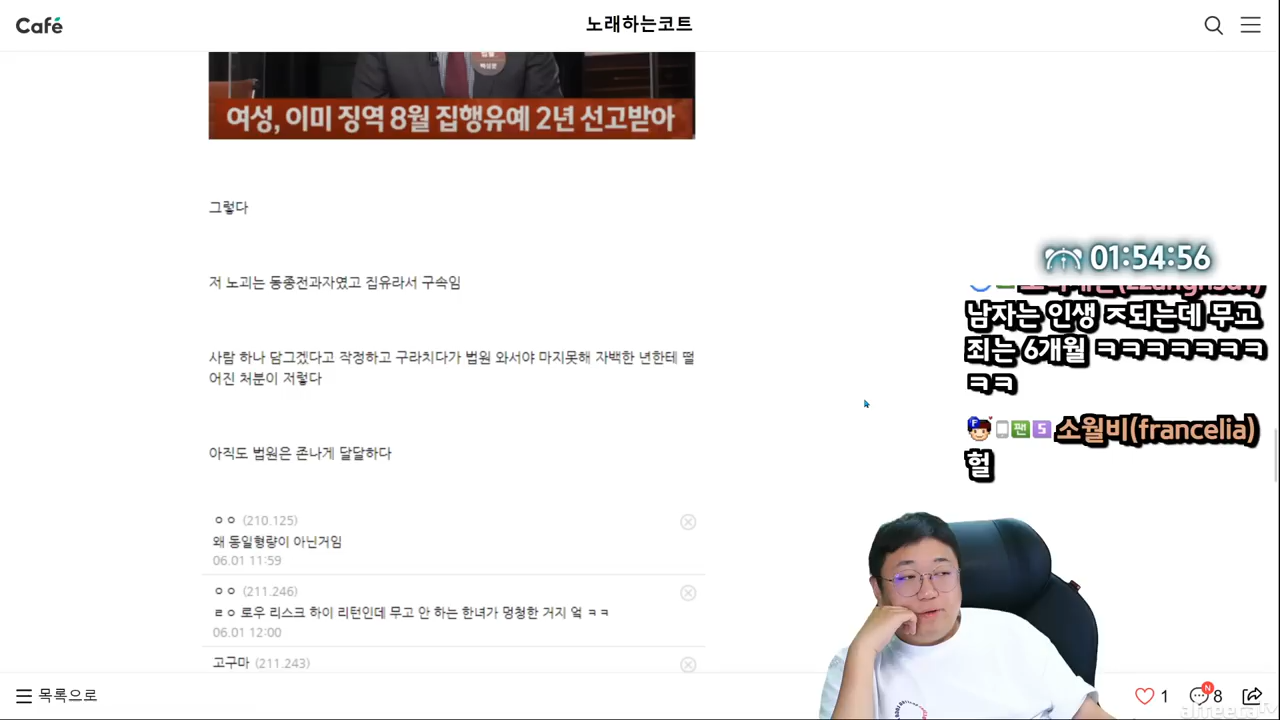 Café
노래하는코트
여성, 이미 징역 8월 집행유예 2년 선고받아
그렇다
저 노괴는 동종전과자였고 집유라서 구속임
사람 하나 담그겠다고 작정하고 구라치다가 법원 와서야 마지못해 자백한 년한테 떨
어진 처분이 저렇다
아직도 법원은 존나게 달달하다
ㅇㅇ (210.125)
왜 동일형량이 아닌거임
06.01 11:59
ㅇㅇ (211.246)
ㄹㅇ 로우 리스크 하이 리턴인데 무고 안 하는 한녀가 멍청한 거지 엌 ㅋㅋ
06.01 12:00
고구마 (211.243)
01:54:56
남자는 인생 ㅈ되는데 무고
죄는 6개월 ㅋㅋㅋㅋㅋㅋㅋ
ㅋㅋ
F 팬 5 소월비(francelia)
헐
목록으로
1
N
8
afreecaTV